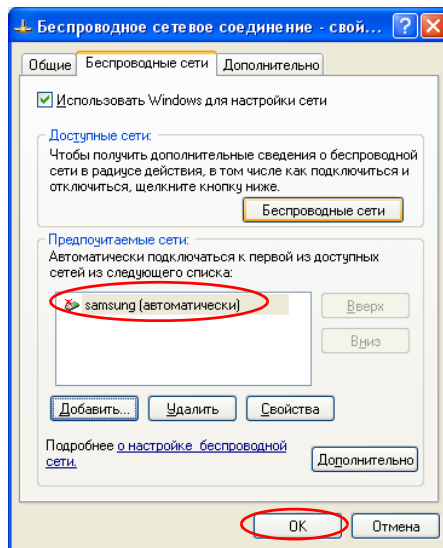 Беспроводное сетевое соединение - свой...
Общие Беспроводные сети Дополнительно
Использовать Windows для настройки сети
Доступные сети:
Чтобы получить дополнительные сведения о беспроводной
сети в радиусе действия, в том числе как подключиться и
отключиться, щелкните кнопку ниже.
Беспроводные сети
Предпочитаемые сети:
Автоматически подключаться к первой из доступных
сетей из следующего списка:
samsung (автоматически)
Вверх
Вниз
Добавить... Удалить Свойства
Подробнее о настройке беспроводной
сети.
Дополнительно
OK Отмена